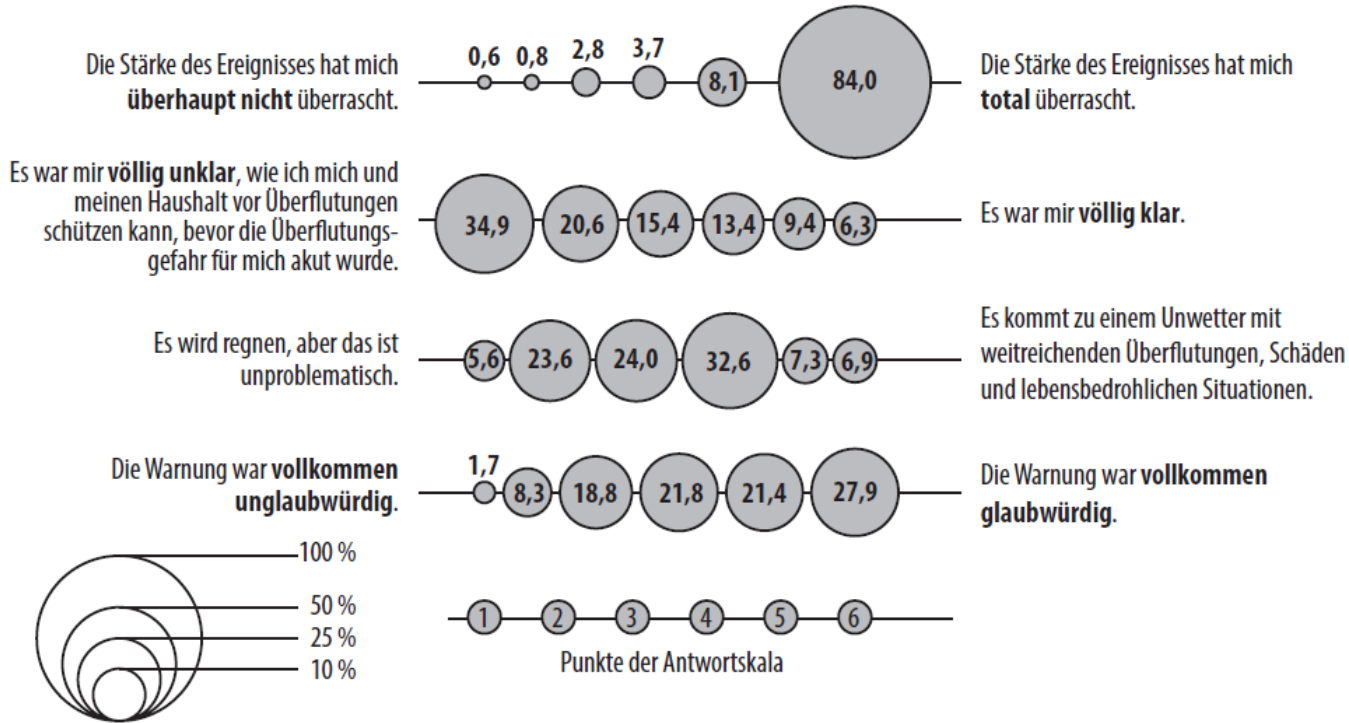 Die Stärke des Ereignisses hat mich
überhaupt nicht überrascht.
0,6 0,8 2,8 3,7 8,1 84,0
Die Stärke des Ereignisses hat mich
total überrascht.
Es war mir völlig unklar, wie ich mich und
meinen Haushalt vor Überflutungen
schützen kann, bevor die Überflutungs-
gefahr für mich akut wurde.
34,9 20,6 15,4 13,4 9,4 6,3
Es war mir völlig klar.
Es wird regnen, aber das ist
unproblematisch.
5,6 23,6 24,0 32,6 7,3 6,9
Es kommt zu einem Unwetter mit
weitreichenden Überflutungen, Schäden
und lebensbedrohlichen Situationen.
Die Warnung war vollkommen
unglaubwürdig.
1,7 8,3 18,8 21,8 21,4 27,9
Die Warnung war vollkommen
glaubwürdig.
100 %
50 %
25 %
10 %
1 2 3 4 5 6
Punkte der Antwortskala